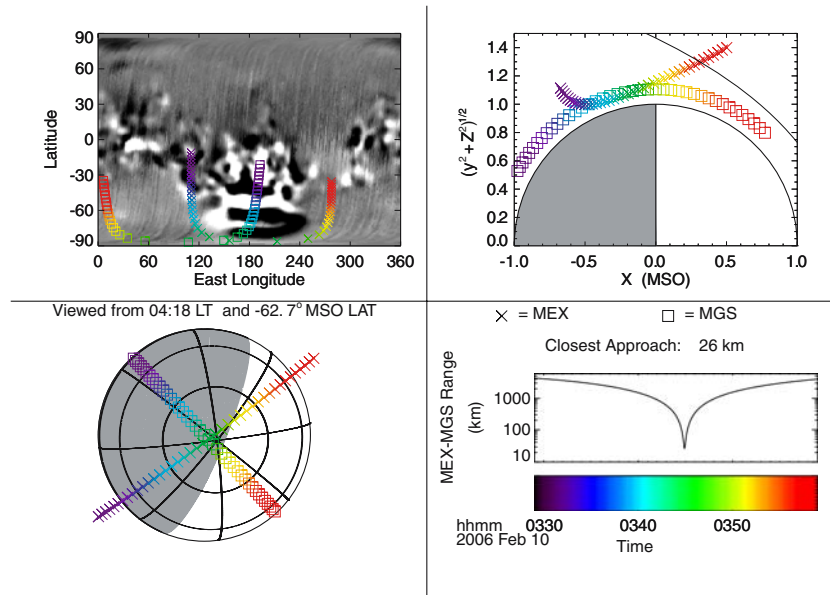 90
60
30
0
-30
-60
-90
Latitude
0 60 120 180 240 300 360
East Longitude
1.4
1.2
1.0
0.8
0.6
0.4
0.2
0.0
(y² +Z²)^1/2
-1.0 -0.5 0.0 0.5 1.0
X (MSO)
Viewed from 04:18 LT and -62. 7° MSO LAT
× = MEX □ = MGS
Closest Approach: 26 km
MEX-MGS Range
(km)
1000
100
10
hhmm
0330 0340 0350
2006 Feb 10
Time